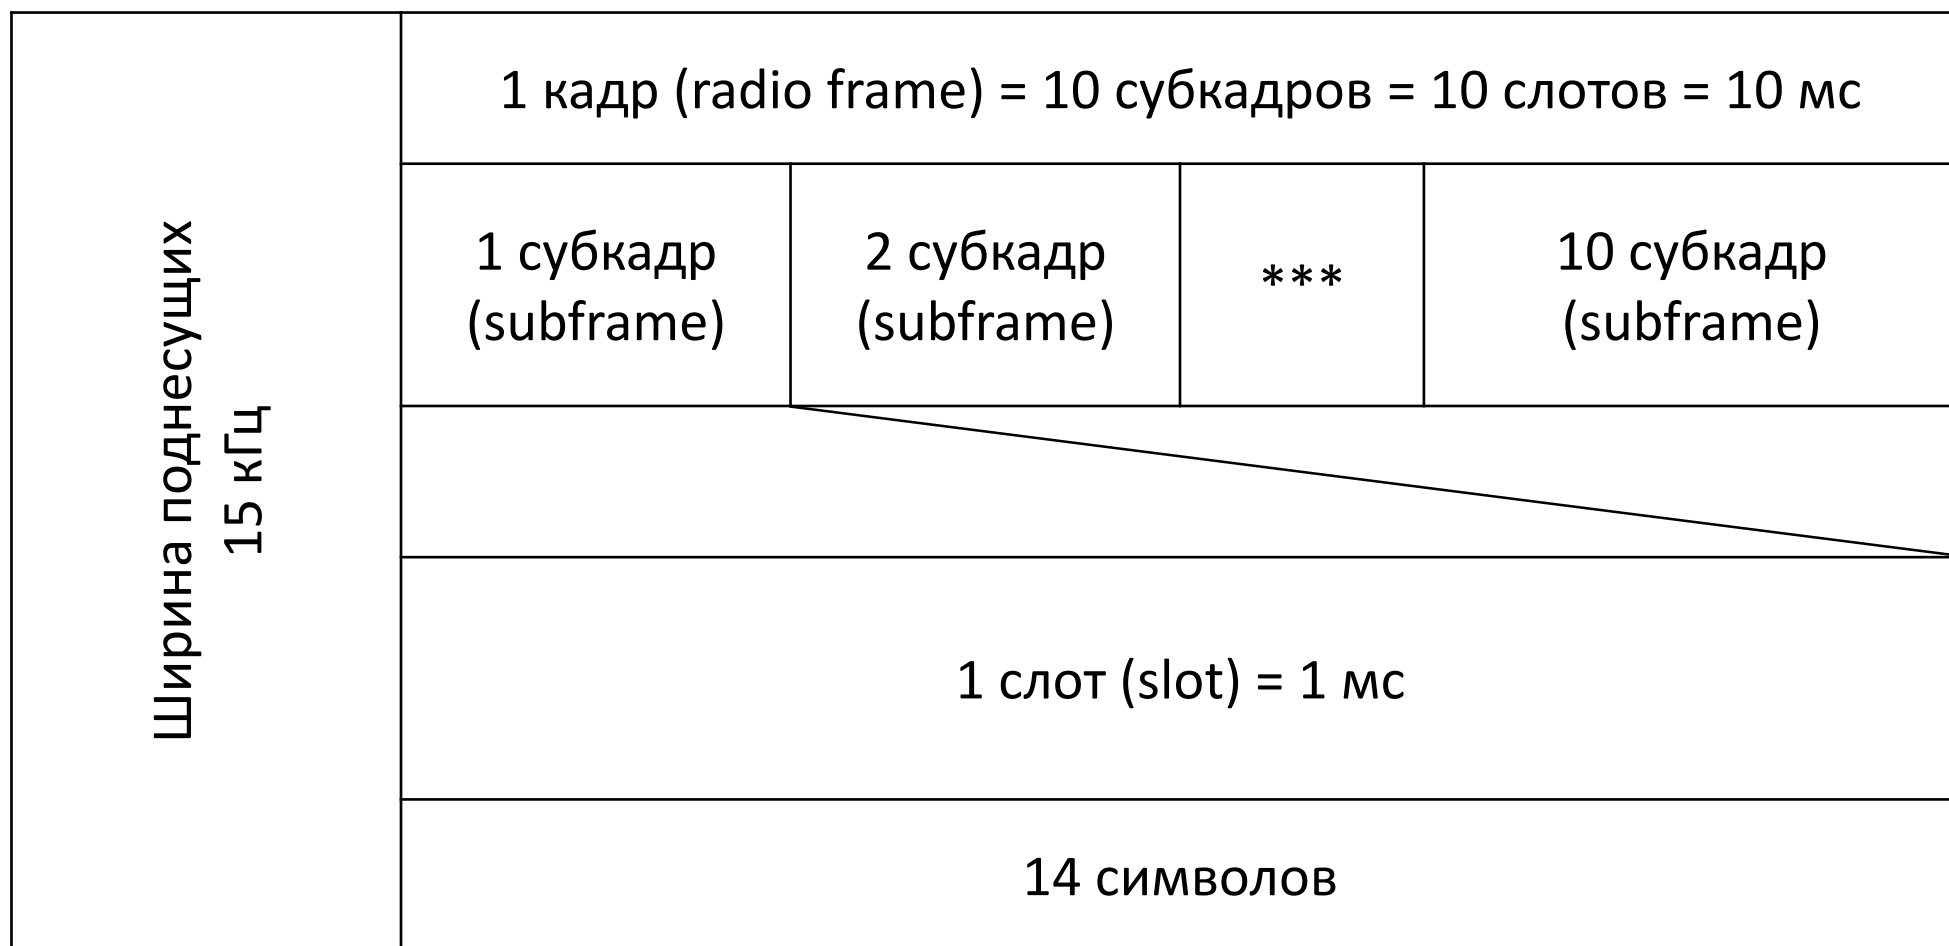 Ширина поднесущих
15 кГц
1 кадр (radio frame) = 10 субкадров = 10 слотов = 10 мс
1 субкадр
(subframe)
2 субкадр
(subframe)
***
10 субкадр
(subframe)
1 слот (slot) = 1 мс
14 символов